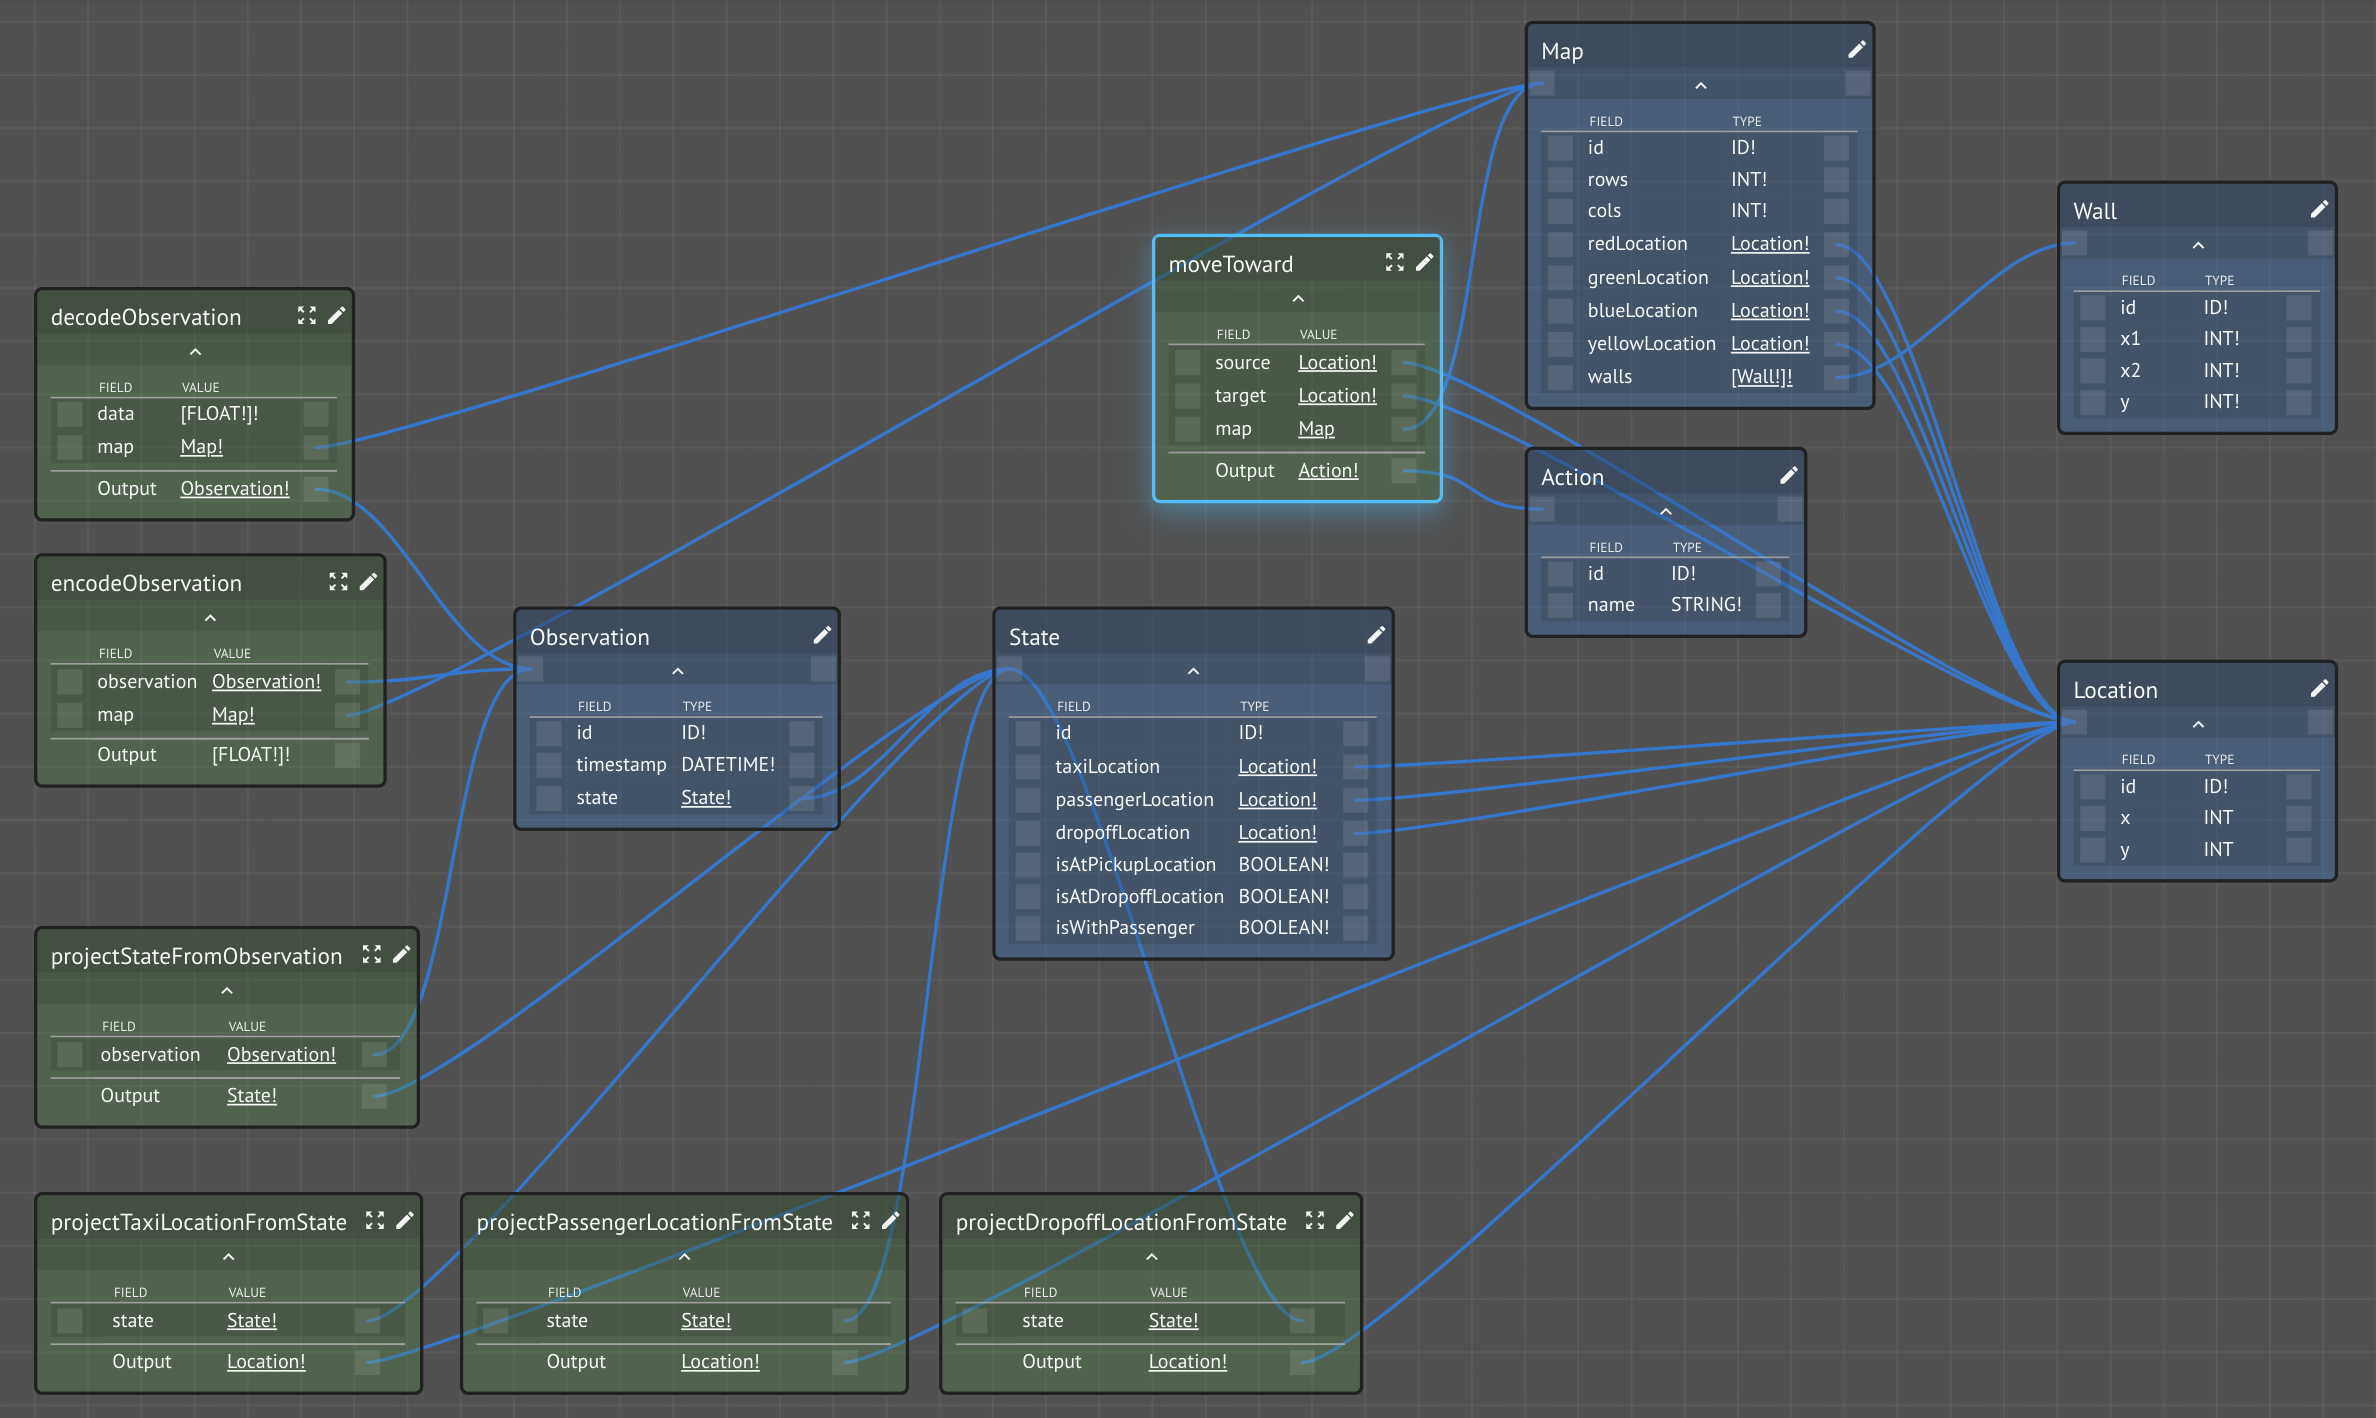 Map
FIELD TYPE
id ID!
rows INT!
cols INT!
redLocation Location!
greenLocation Location!
blueLocation Location!
yellowLocation Location!
walls [Wall!]!
Wall
FIELD TYPE
id ID!
x1 INT!
x2 INT!
y INT!
moveToward
FIELD VALUE
source Location!
target Location!
map Map
Output Action!
decodeObservation
FIELD VALUE
data [FLOAT!]!
map Map!
Output Observation!
Action
FIELD TYPE
id ID!
name STRING!
encodeObservation
FIELD VALUE
observation Observation!
map Map!
Output [FLOAT!]!
Observation
FIELD TYPE
id ID!
timestamp DATETIME!
state State!
State
FIELD TYPE
id ID!
taxiLocation Location!
passengerLocation Location!
dropoffLocation Location!
isAtPickupLocation BOOLEAN!
isAtDropoffLocation BOOLEAN!
isWithPassenger BOOLEAN!
Location
FIELD TYPE
id ID!
x INT
y INT
projectStateFromObservation
FIELD VALUE
observation Observation!
Output State!
projectTaxiLocationFromState
FIELD VALUE
state State!
Output Location!
projectPassengerLocationFromState
FIELD VALUE
state State!
Output Location!
projectDropoffLocationFromState
FIELD VALUE
state State!
Output Location!